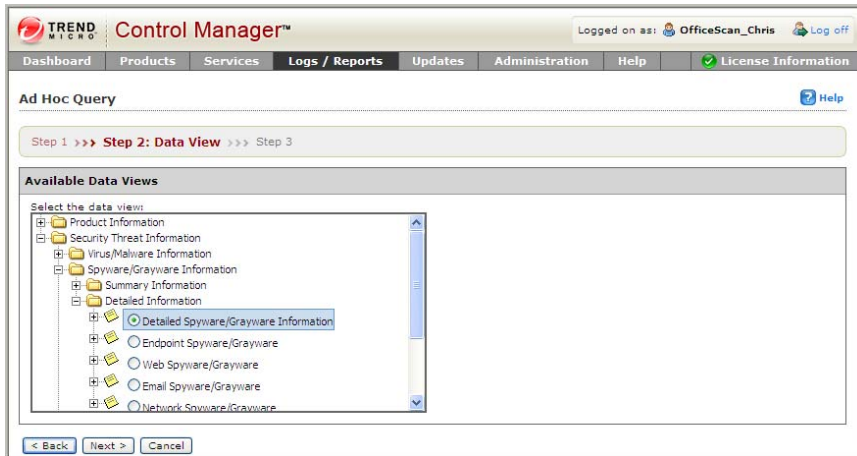 TREND MICRO Control Manager™ Logged on as: OfficeScan_Chris Log off
Dashboard Products Services Logs / Reports Updates Administration Help License Information
Ad Hoc Query Help
Step 1 >>> Step 2: Data View >>> Step 3
Available Data Views
Select the data view:
Product Information
Security Threat Information
Virus/Malware Information
Spyware/Grayware Information
Summary Information
Detailed Information
Detailed Spyware/Grayware Information
Endpoint Spyware/Grayware
Web Spyware/Grayware
Email Spyware/Grayware
Network Spyware/Grayware
< Back Next > Cancel